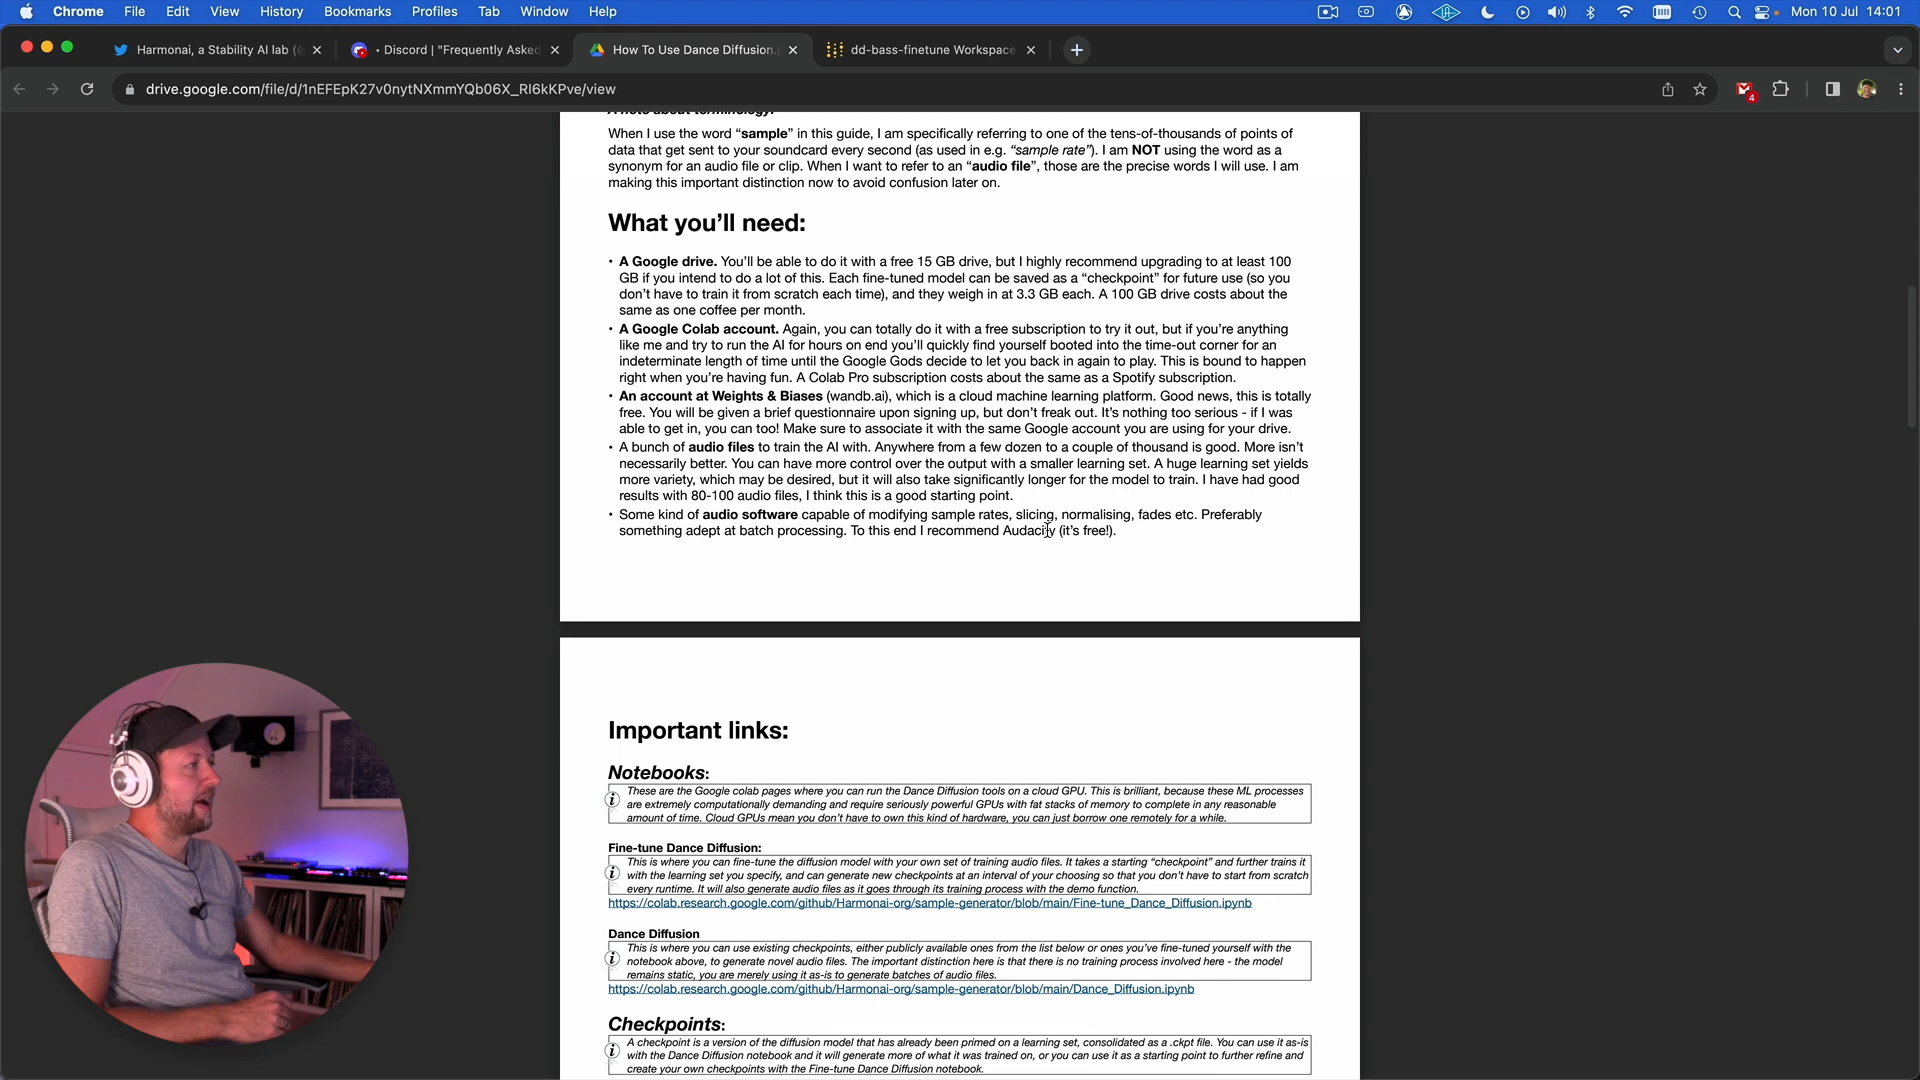 Chrome File Edit View History Bookmarks Profiles Tab Window Help Mon 10 Jul 14:01
Harmonai, a Stability AI lab (@ Discord | "Frequently Asked How To Use Dance Diffusion. dd-bass-finetune Workspace
drive.google.com/file/d/1nEFEpK27v0nytNXmmYQb06X_Rl6kKPve/view 4
A note about terminology:
When I use the word “sample” in this guide, I am specifically referring to one of the tens-of-thousands of points of
data that get sent to your soundcard every second (as used in e.g. “sample rate”). I am NOT using the word as a
synonym for an audio file or clip. When I want to refer to an “audio file”, those are the precise words I will use. I am
making this important distinction now to avoid confusion later on.
What you’ll need:
• A Google drive. You’ll be able to do it with a free 15 GB drive, but I highly recommend upgrading to at least 100
GB if you intend to do a lot of this. Each fine-tuned model can be saved as a “checkpoint” for future use (so you
don’t have to train it from scratch each time), and they weigh in at 3.3 GB each. A 100 GB drive costs about the
same as one coffee per month.
• A Google Colab account. Again, you can totally do it with a free subscription to try it out, but if you’re anything
like me and try to run the AI for hours on end you’ll quickly find yourself booted into the time-out corner for an
indeterminate length of time until the Google Gods decide to let you back in again to play. This is bound to happen
right when you’re having fun. A Colab Pro subscription costs about the same as a Spotify subscription.
• An account at Weights & Biases (wandb.ai), which is a cloud machine learning platform. Good news, this is totally
free. You will be given a brief questionnaire upon signing up, but don’t freak out. It’s nothing too serious - if I was
able to get in, you can too! Make sure to associate it with the same Google account you are using for your drive.
• A bunch of audio files to train the AI with. Anywhere from a few dozen to a couple of thousand is good. More isn’t
necessarily better. You can have more control over the output with a smaller learning set. A huge learning set yields
more variety, which may be desired, but it will also take significantly longer for the model to train. I have had good
results with 80-100 audio files, I think this is a good starting point.
• Some kind of audio software capable of modifying sample rates, slicing, normalising, fades etc. Preferably
something adept at batch processing. To this end I recommend Audacity (it’s free!).
Important links:
Notebooks:
These are the Google colab pages where you can run the Dance Diffusion tools on a cloud GPU. This is brilliant, because these ML processes
are extremely computationally demanding and require seriously powerful GPUs with fat stacks of memory to complete in any reasonable
amount of time. Cloud GPUs mean you don’t have to own this kind of hardware, you can just borrow one remotely for a while.
Fine-tune Dance Diffusion:
This is where you can fine-tune the diffusion model with your own set of training audio files. It takes a starting “checkpoint” and further trains it
with the learning set you specify, and can generate new checkpoints at an interval of your choosing so that you don’t have to start from scratch
every runtime. It will also generate audio files as it goes through its training process with the demo function.
https://colab.research.google.com/github/Harmonai-org/sample-generator/blob/main/Fine-tune_Dance_Diffusion.ipynb
Dance Diffusion
This is where you can use existing checkpoints, either publicly available ones from the list below or ones you’ve fine-tuned yourself with the
notebook above, to generate novel audio files. The important distinction here is that there is no training process involved here - the model
remains static, you are merely using it as-is to generate batches of audio files.
https://colab.research.google.com/github/Harmonai-org/sample-generator/blob/main/Dance_Diffusion.ipynb
Checkpoints:
A checkpoint is a version of the diffusion model that has already been primed on a learning set, consolidated as a .ckpt file. You can use it as-is
with the Dance Diffusion notebook and it will generate more of what it was trained on, or you can use it as a starting point to further refine and
create your own checkpoints with the Fine-tune Dance Diffusion notebook.